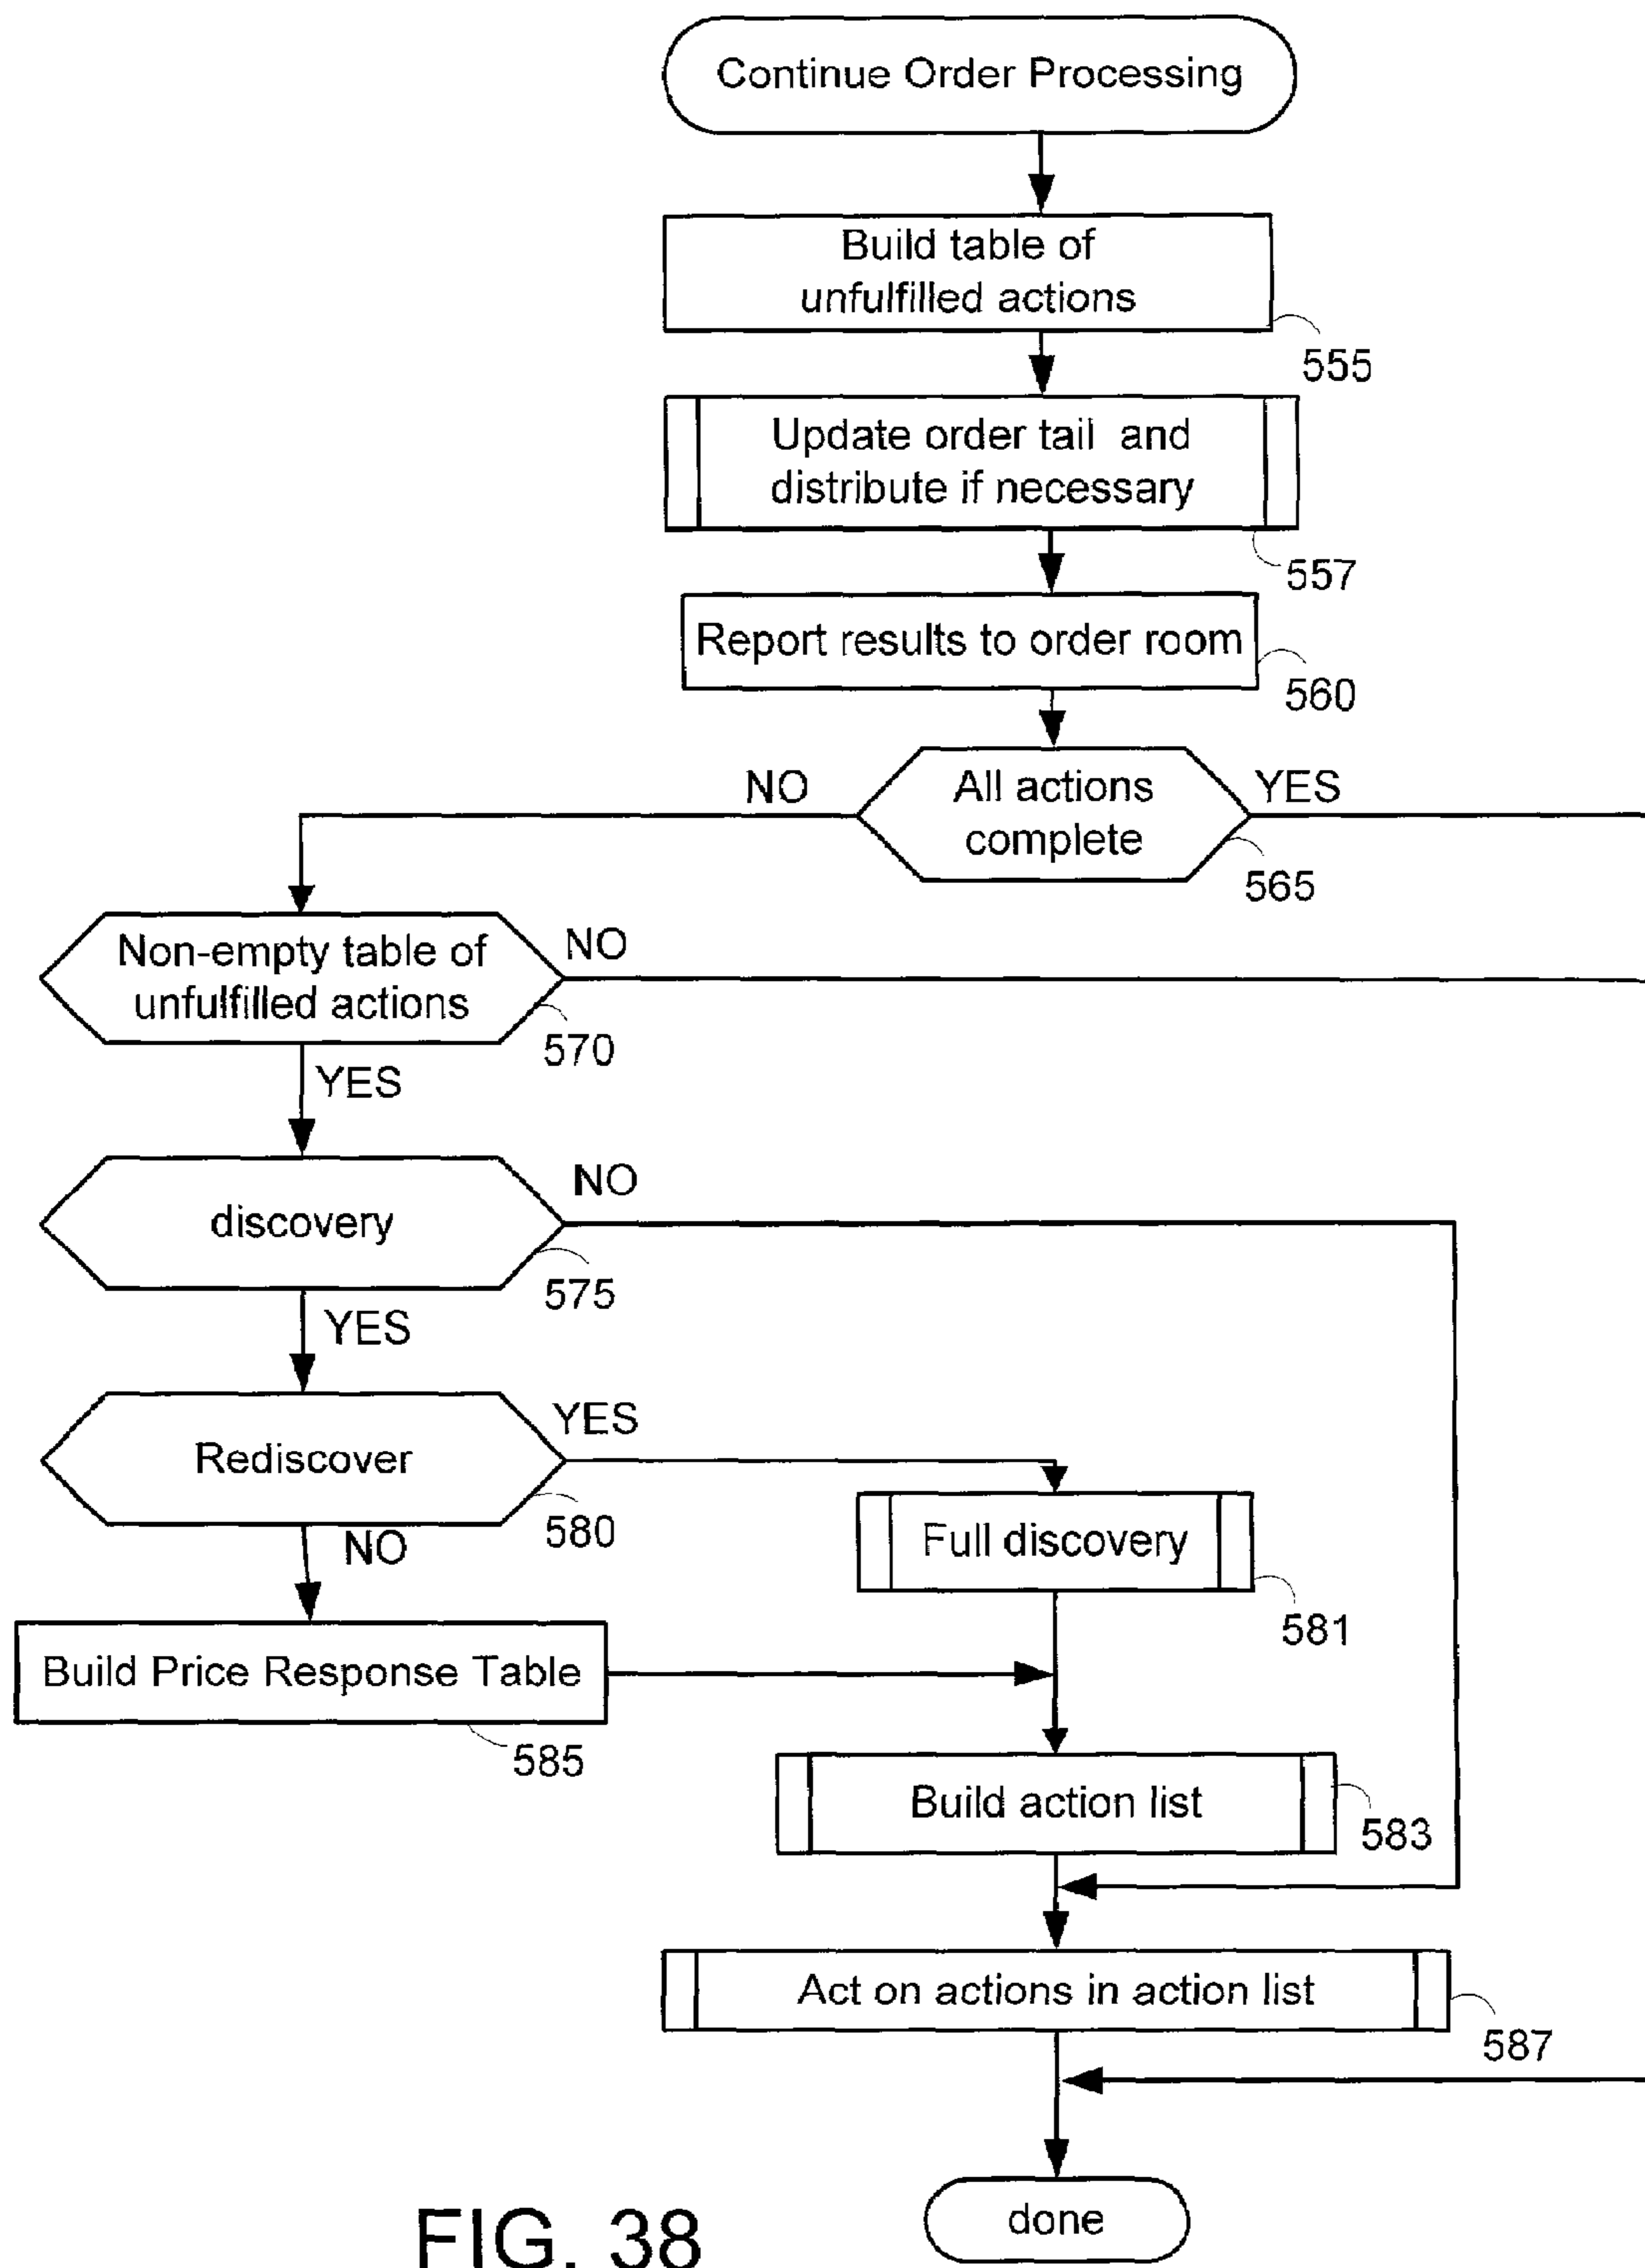 Continue Order Processing
Build table of
unfulfilled actions
555
Update order tail and
distribute if necessary
557
Report results to order room
560
NO
All actions
complete
YES
565
Non-empty table of
unfulfilled actions
NO
570
YES
discovery
NO
575
YES
Rediscover
YES
580
NO
Full discovery
581
Build Price Response Table
585
Build action list
583
Act on actions in action list
587
done
FIG. 38